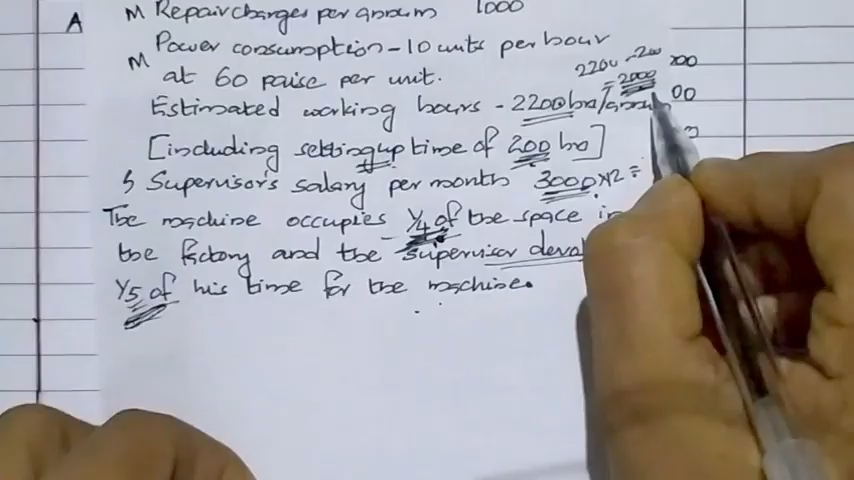 A M Repair charges per annum 1000
M Power consumption - 10 units per hour
at 60 paise per unit.
2200 - 200
= 2000
00
Estimated working hours - 2200 hrs/annum
00
[including setting up time of 200 hrs]
S Supervisor's salary per month 3000 x 12 =
The machine occupies 1/4 of the space in
the factory and the supervisor devo
1/5 of his time for the machine.